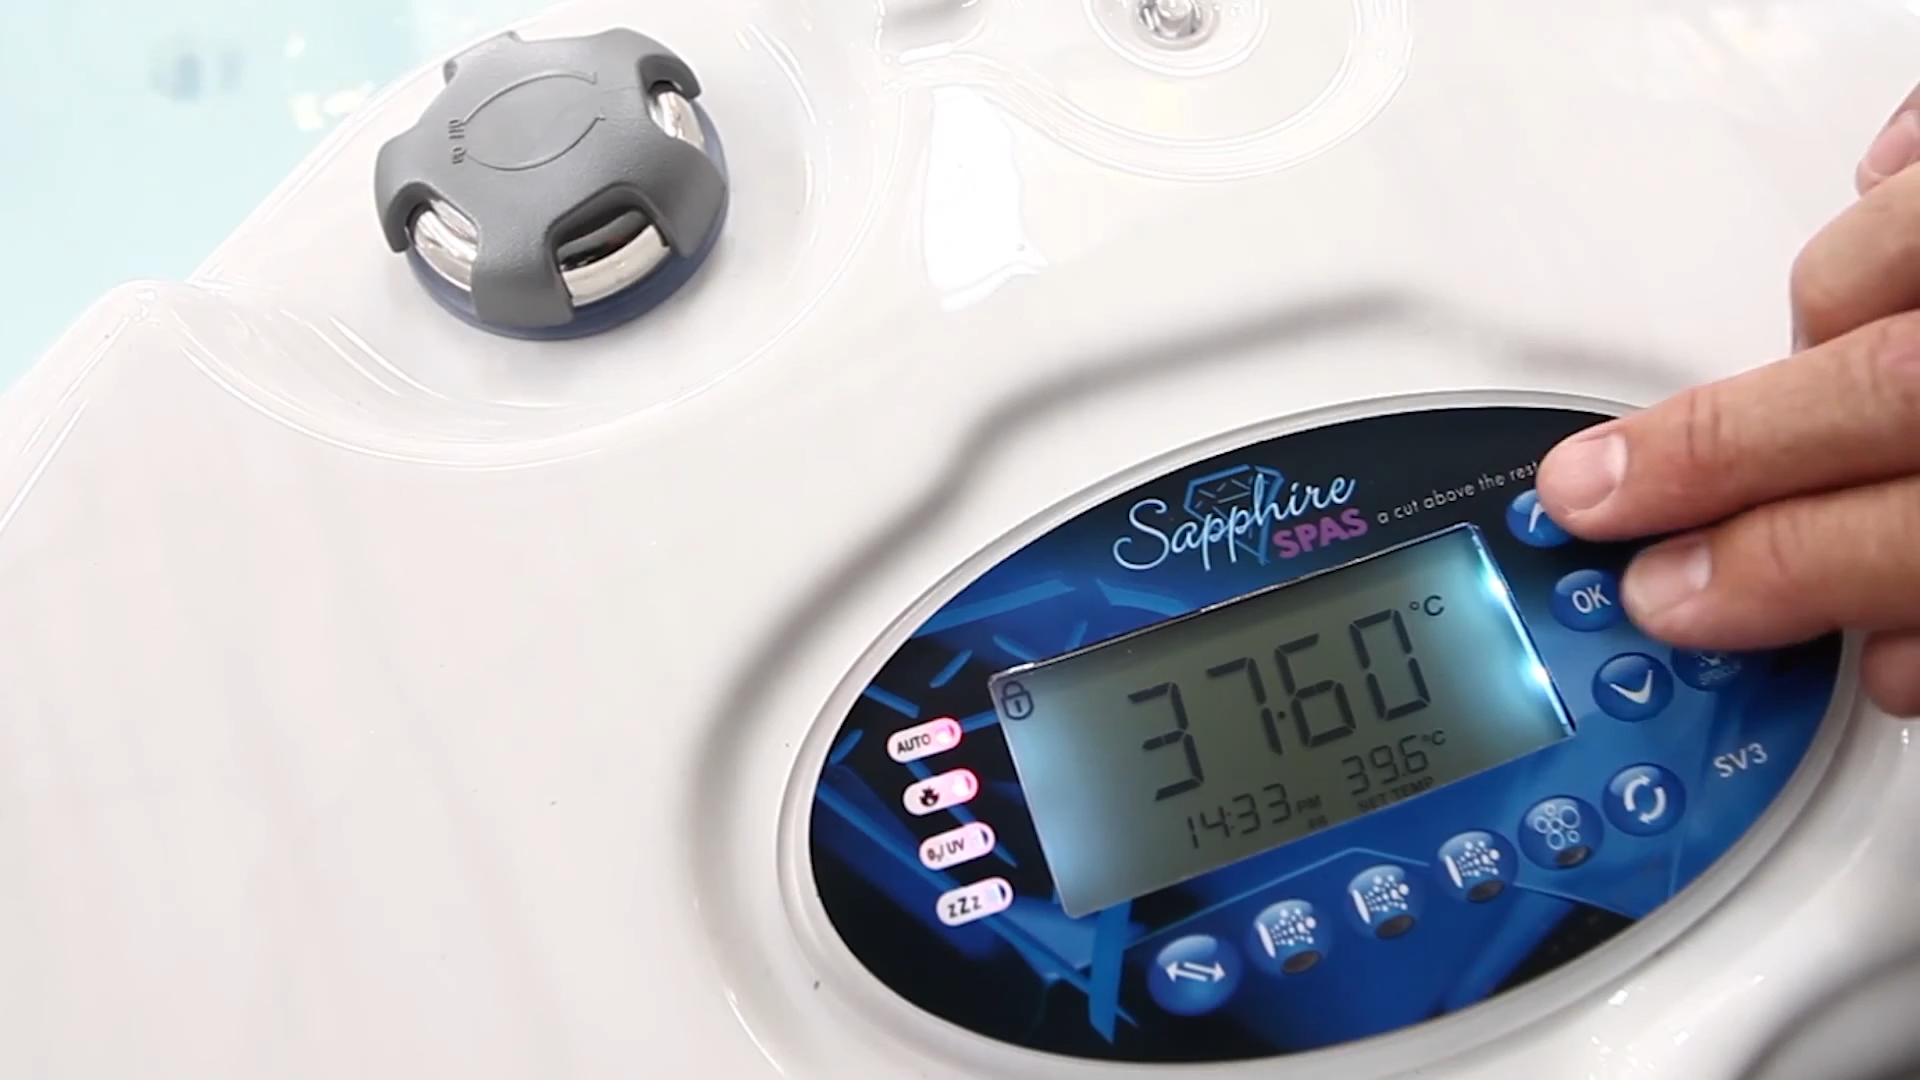 Sapphire
SPAS
a cut above the rest
37.60 °C
14:33 PM
39.6 °C
SET TEMP
OK
AUTO
O₃/ UV
zZz
SV3